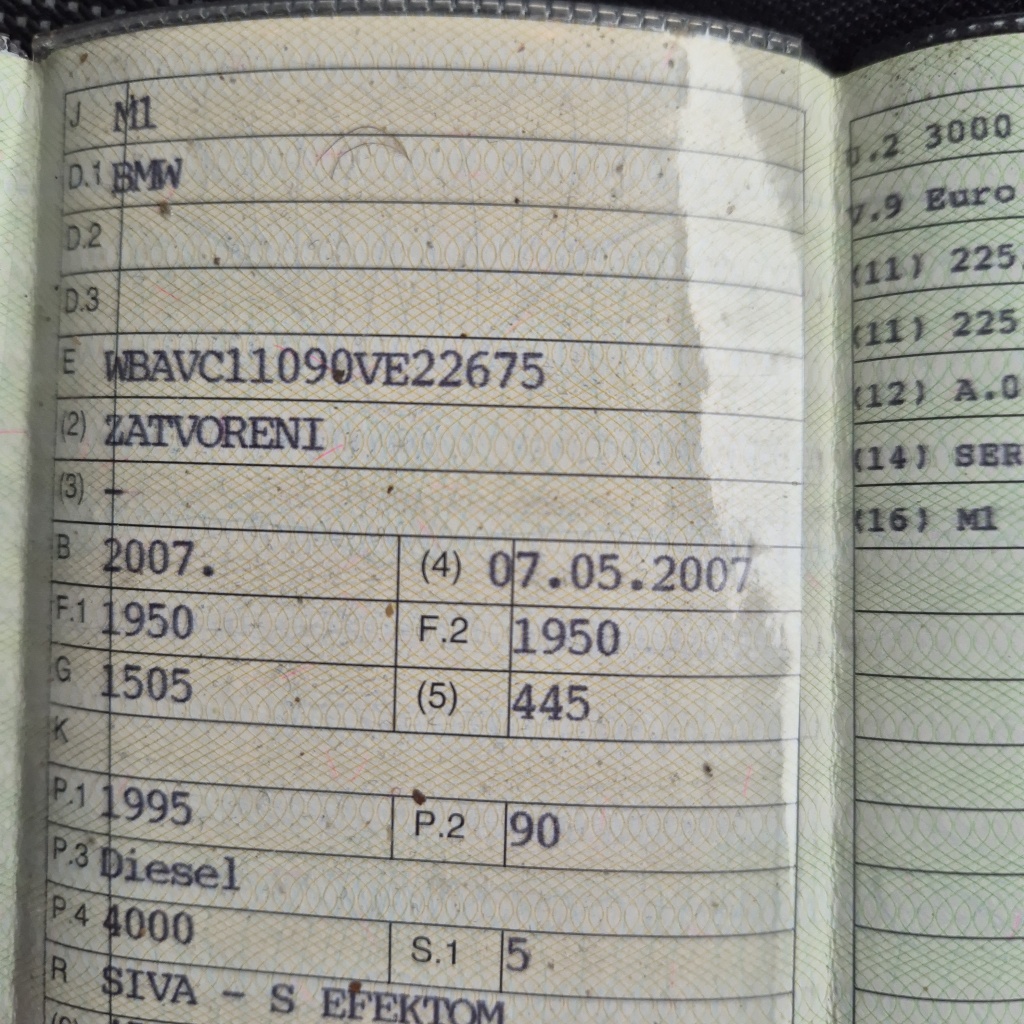 J M1
D.1 BMW
D.2
D.3
E WBAVC11090VE22675
(2) ZATVORENI
(3) -
B 2007. (4) 07.05.2007
F.1 1950 F.2 1950
G 1505 (5) 445
K
P.1 1995 P.2 90
P.3 Diesel
P.4 4000 S.1 5
R SIVA - S EFEKTOM
.2 3000
V.9 Euro
(11) 225
(11) 225
(12) A.0
(14) SER
(16) M1